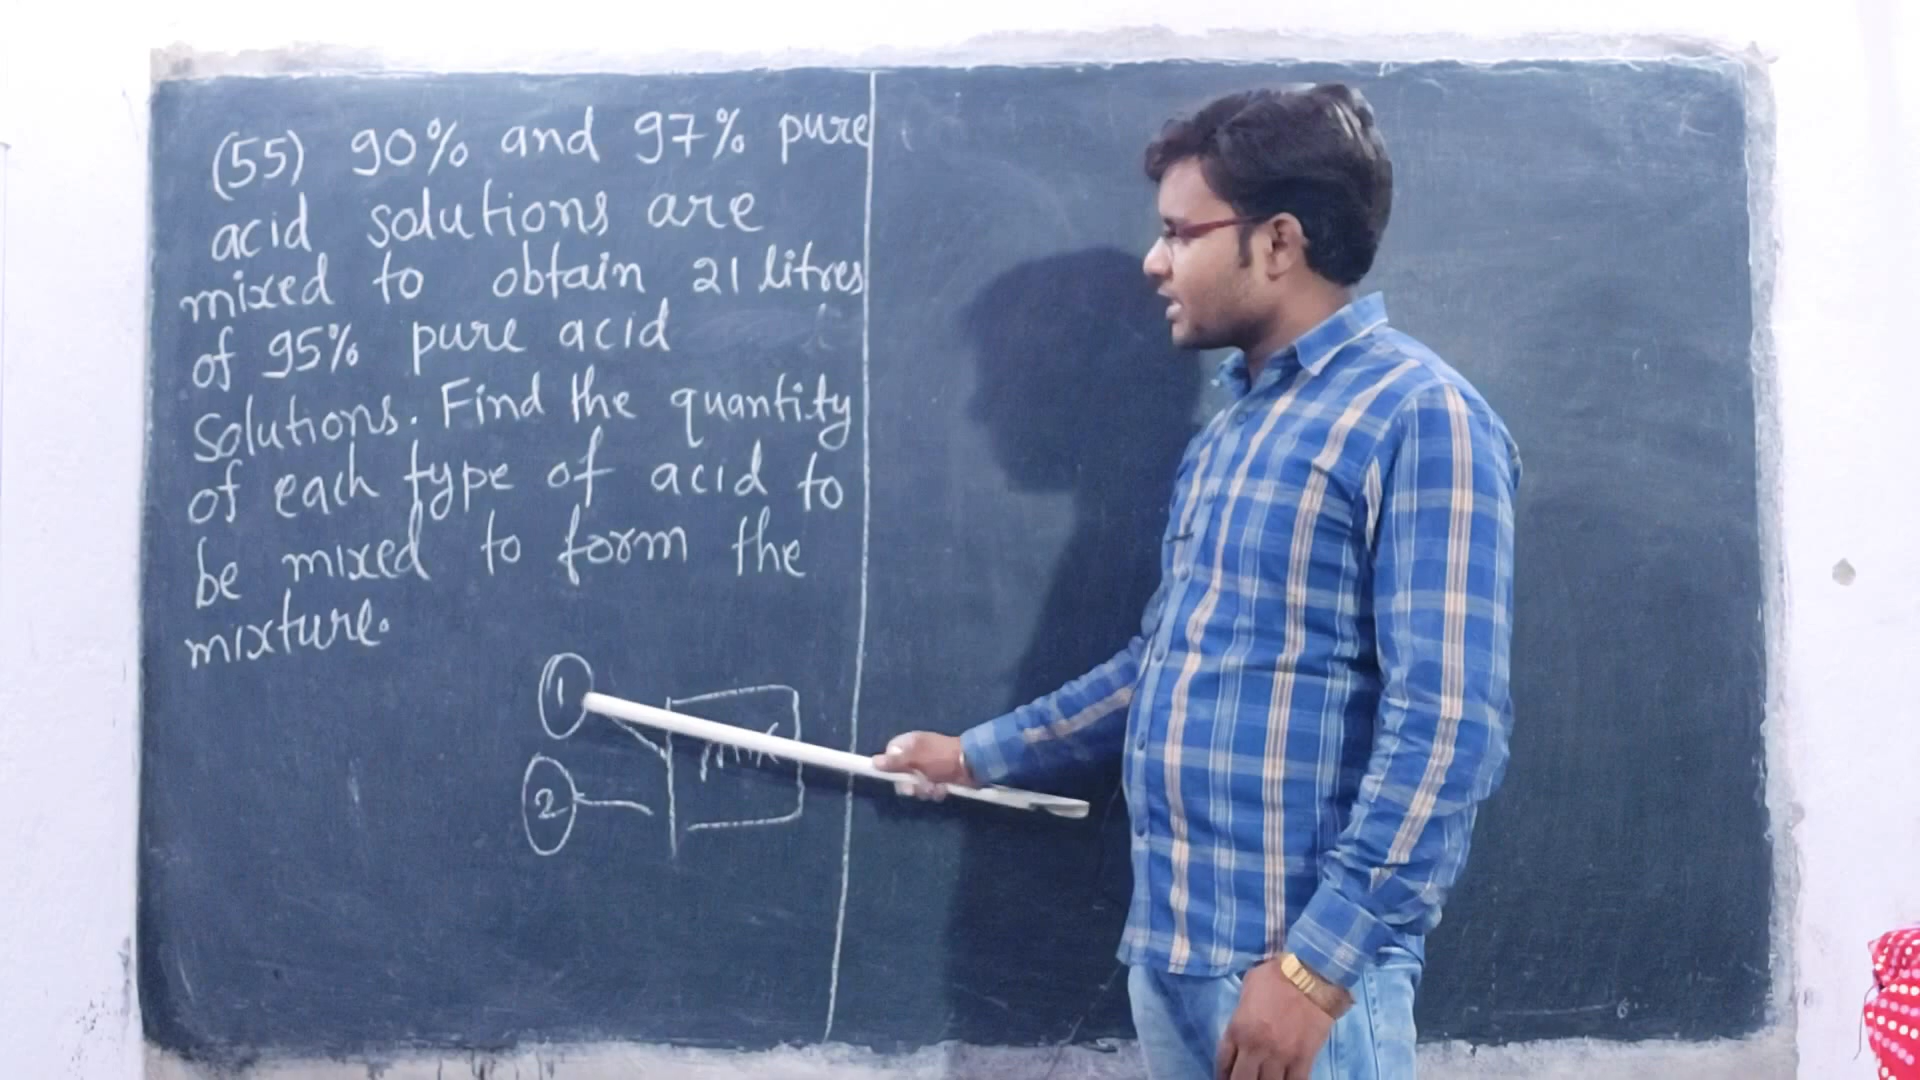 (55) 90% and 97% pure
acid solutions are
mixed to obtain 21 litres
of 95% pure acid
Solutions. Find the quantity
of each type of acid to
be mixed to form the
mixture.
1
mix
2